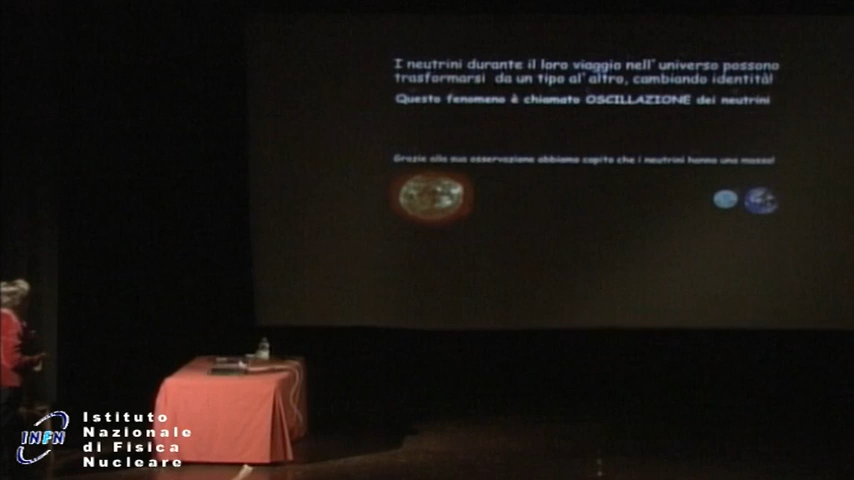 I neutrini durante il loro viaggio nell'universo possono
trasformarsi da un tipo al'altro, cambiando identità!
Questo fenomeno è chiamato OSCILLAZIONE dei neutrini
Grazie alla sua osservazione abbiamo capito che i neutrini hanno una massa!
INFN
Istituto
Nazionale
di Fisica
Nucleare